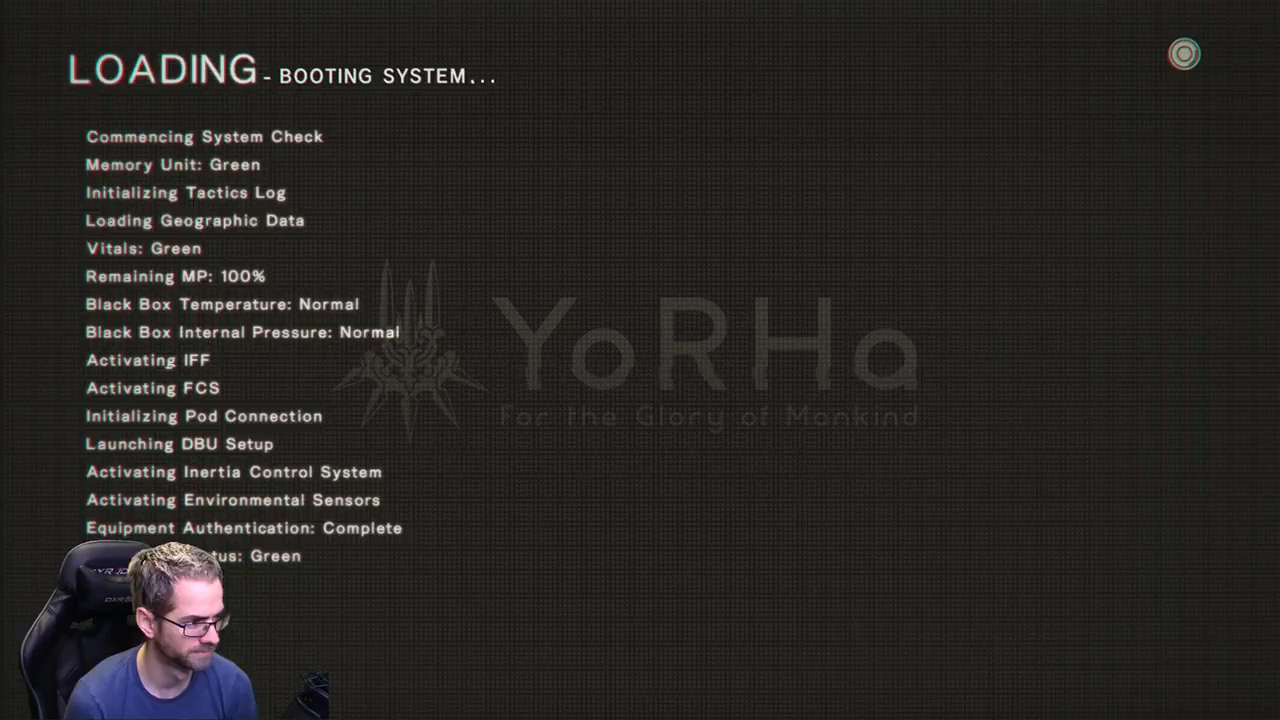 LOADING - BOOTING SYSTEM...
Commencing System Check
Memory Unit: Green
Initializing Tactics Log
Loading Geographic Data
Vitals: Green
Remaining MP: 100%
Black Box Temperature: Normal
Black Box Internal Pressure: Normal
Activating IFF
Activating FCS
Initializing Pod Connection
Launching DBU Setup
Activating Inertia Control System
Activating Environmental Sensors
Equipment Authentication: Complete
tus: Green
YoRHa
For the Glory of Mankind